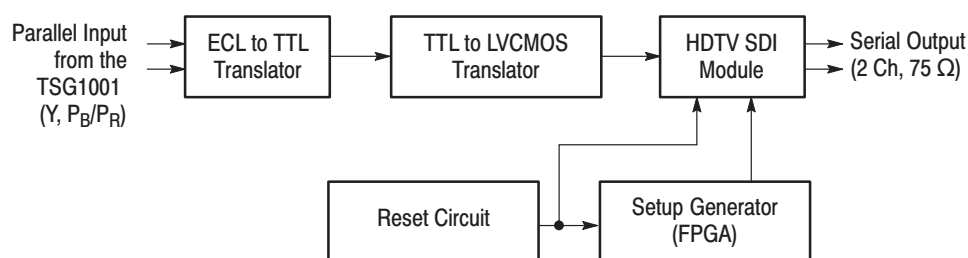 Parallel Input
from the
TSG1001
(Y, PB/PR)
ECL to TTL
Translator
TTL to LVCMOS
Translator
HDTV SDI
Module
Serial Output
(2 Ch, 75 Ω)
Reset Circuit
Setup Generator
(FPGA)